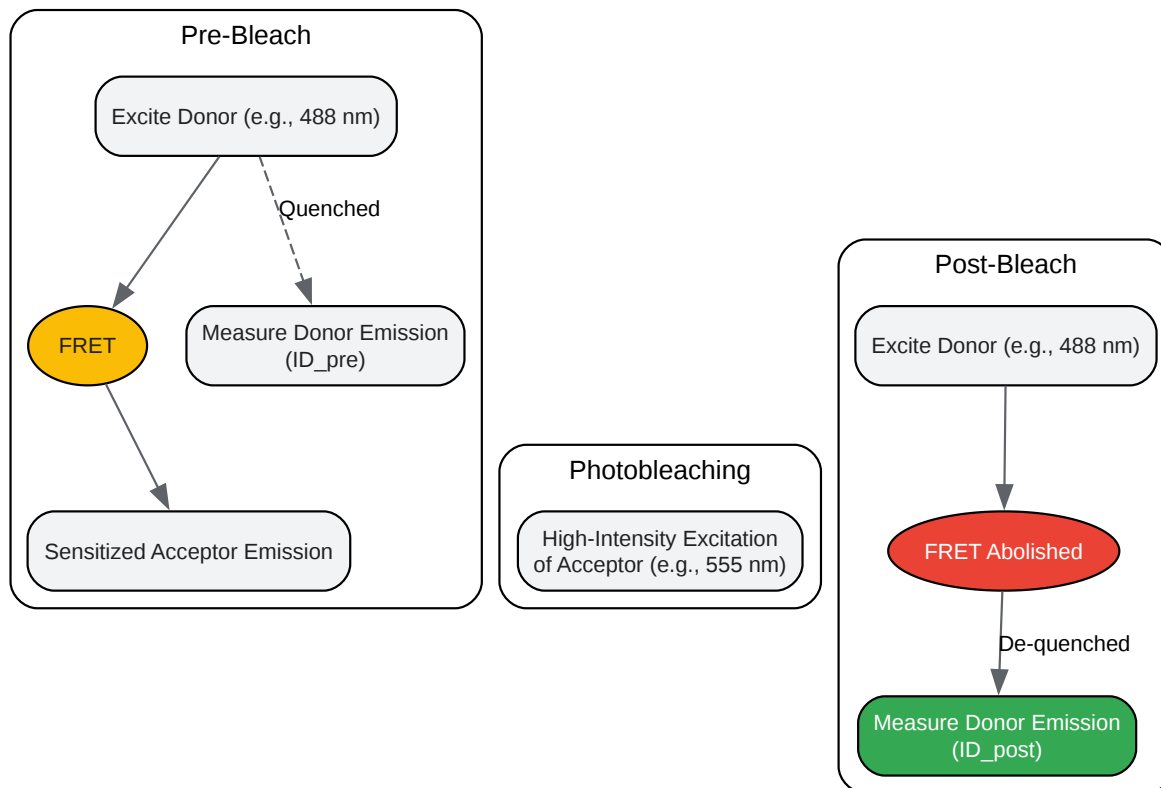 Pre-Bleach
Excite Donor (e.g., 488 nm)
Quenched
FRET
Measure Donor Emission
(ID_pre)
Sensitized Acceptor Emission
Photobleaching
High-Intensity Excitation
of Acceptor (e.g., 555 nm)
Post-Bleach
Excite Donor (e.g., 488 nm)
FRET Abolished
De-quenched
Measure Donor Emission
(ID_post)